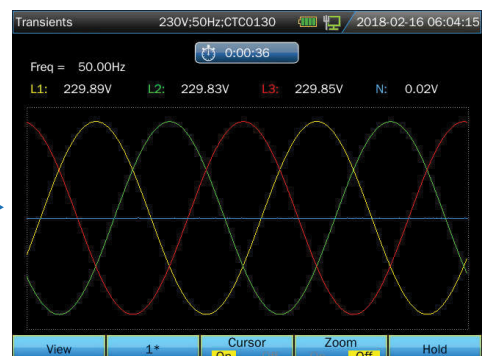 Transients 230V;50Hz;CTC0130 2018-02-16 06:04:15
0:00:36
Freq = 50.00Hz
L1: 229.89V L2: 229.83V L3: 229.85V N: 0.02V
View 1* Cursor Zoom Hold
On Off